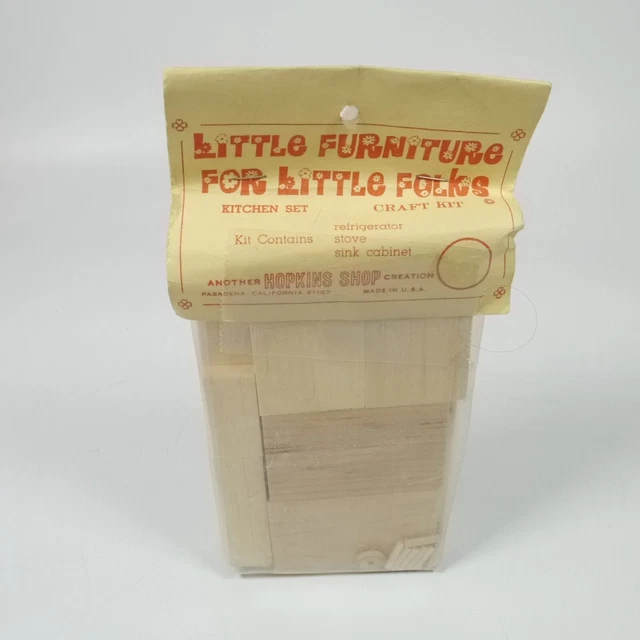 LITTLE FURNITURE
FOR LITTLE FOLKS ©
KITCHEN SET CRAFT KIT
Kit Contains
refrigerator
stove
sink cabinet
ANOTHER HOPKINS SHOP CREATION
PASADENA, CALIFORNIA 91107 MADE IN U.S.A.